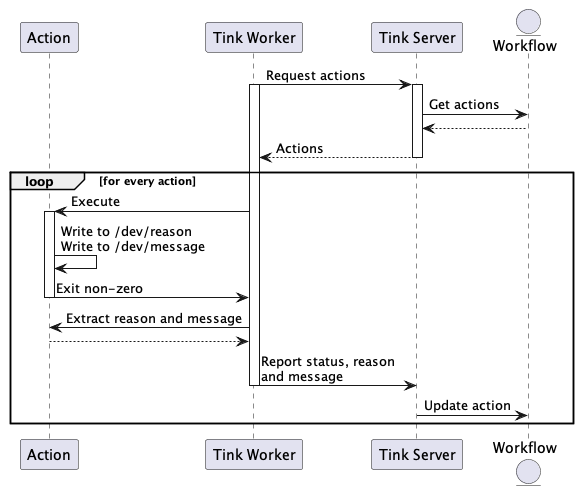 Action
Tink Worker
Tink Server
Workflow
Request actions
Get actions
Actions
loop
[for every action]
Execute
Write to /dev/reason
Write to /dev/message
Exit non-zero
Extract reason and message
Report status, reason
and message
Update action
Action
Tink Worker
Tink Server
Workflow